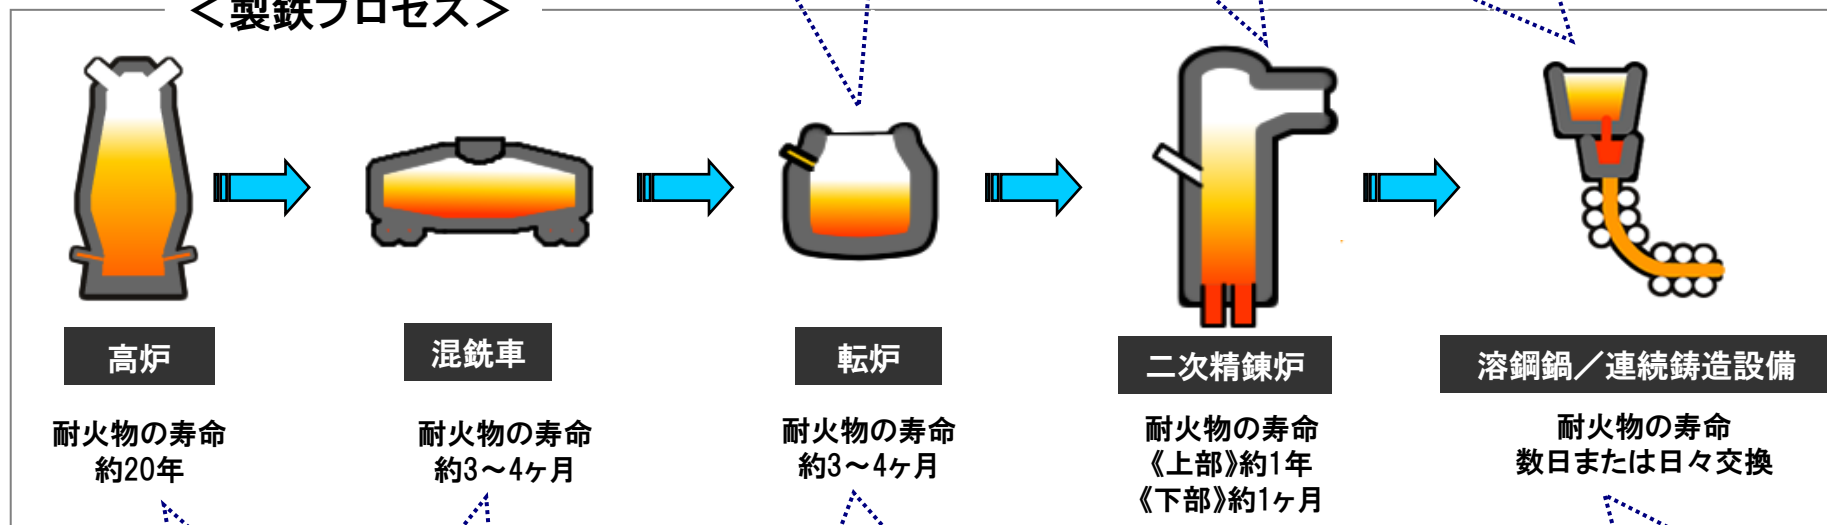 ＜製鉄プロセス＞
高炉
混銑車
転炉
二次精錬炉
溶鋼鍋／連続鋳造設備
耐火物の寿命
約20年
耐火物の寿命
約3～4ヶ月
耐火物の寿命
約3～4ヶ月
耐火物の寿命
《上部》約1年
《下部》約1ヶ月
耐火物の寿命
数日または日々交換